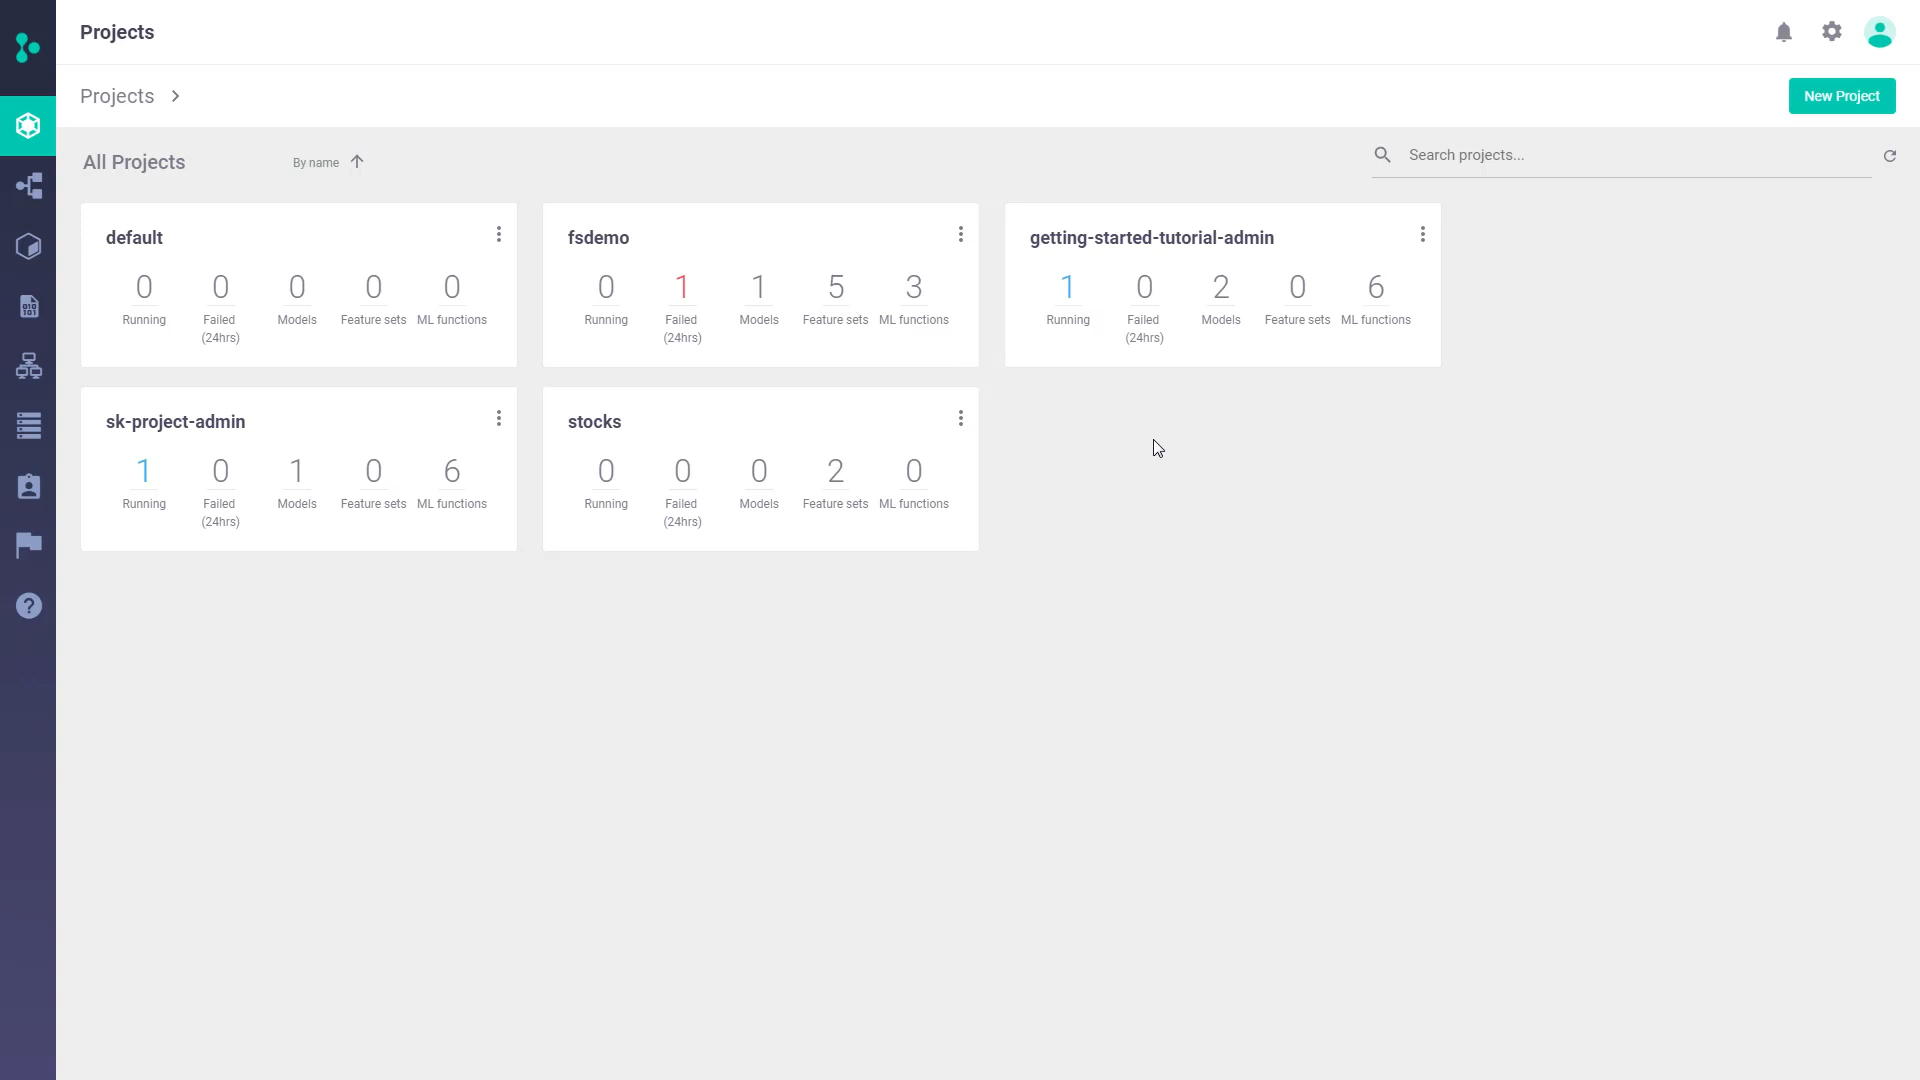 Projects
Projects
New Project
All Projects By name
Search projects...
default
0 0 0 0 0
Running Failed (24hrs) Models Feature sets ML functions
fsdemo
0 1 1 5 3
Running Failed (24hrs) Models Feature sets ML functions
getting-started-tutorial-admin
1 0 2 0 6
Running Failed (24hrs) Models Feature sets ML functions
sk-project-admin
1 0 1 0 6
Running Failed (24hrs) Models Feature sets ML functions
stocks
0 0 0 2 0
Running Failed (24hrs) Models Feature sets ML functions